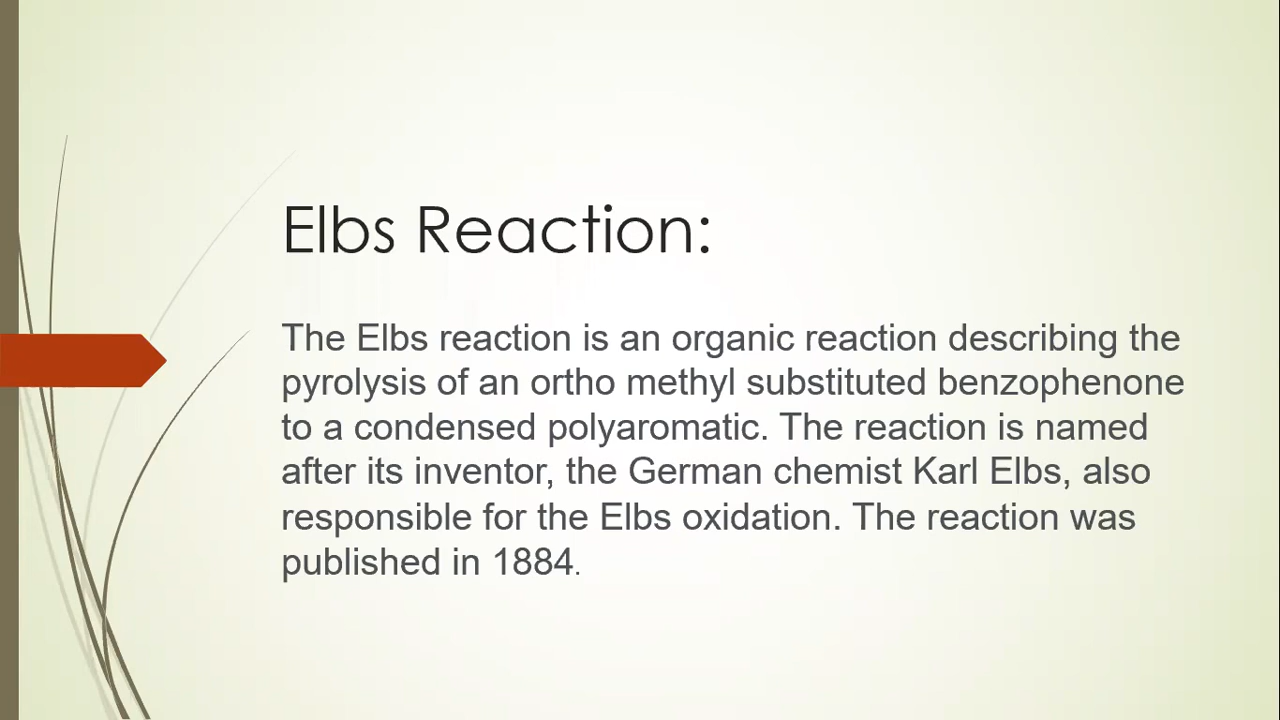 Elbs Reaction:
The Elbs reaction is an organic reaction describing the
pyrolysis of an ortho methyl substituted benzophenone
to a condensed polyaromatic. The reaction is named
after its inventor, the German chemist Karl Elbs, also
responsible for the Elbs oxidation. The reaction was
published in 1884.